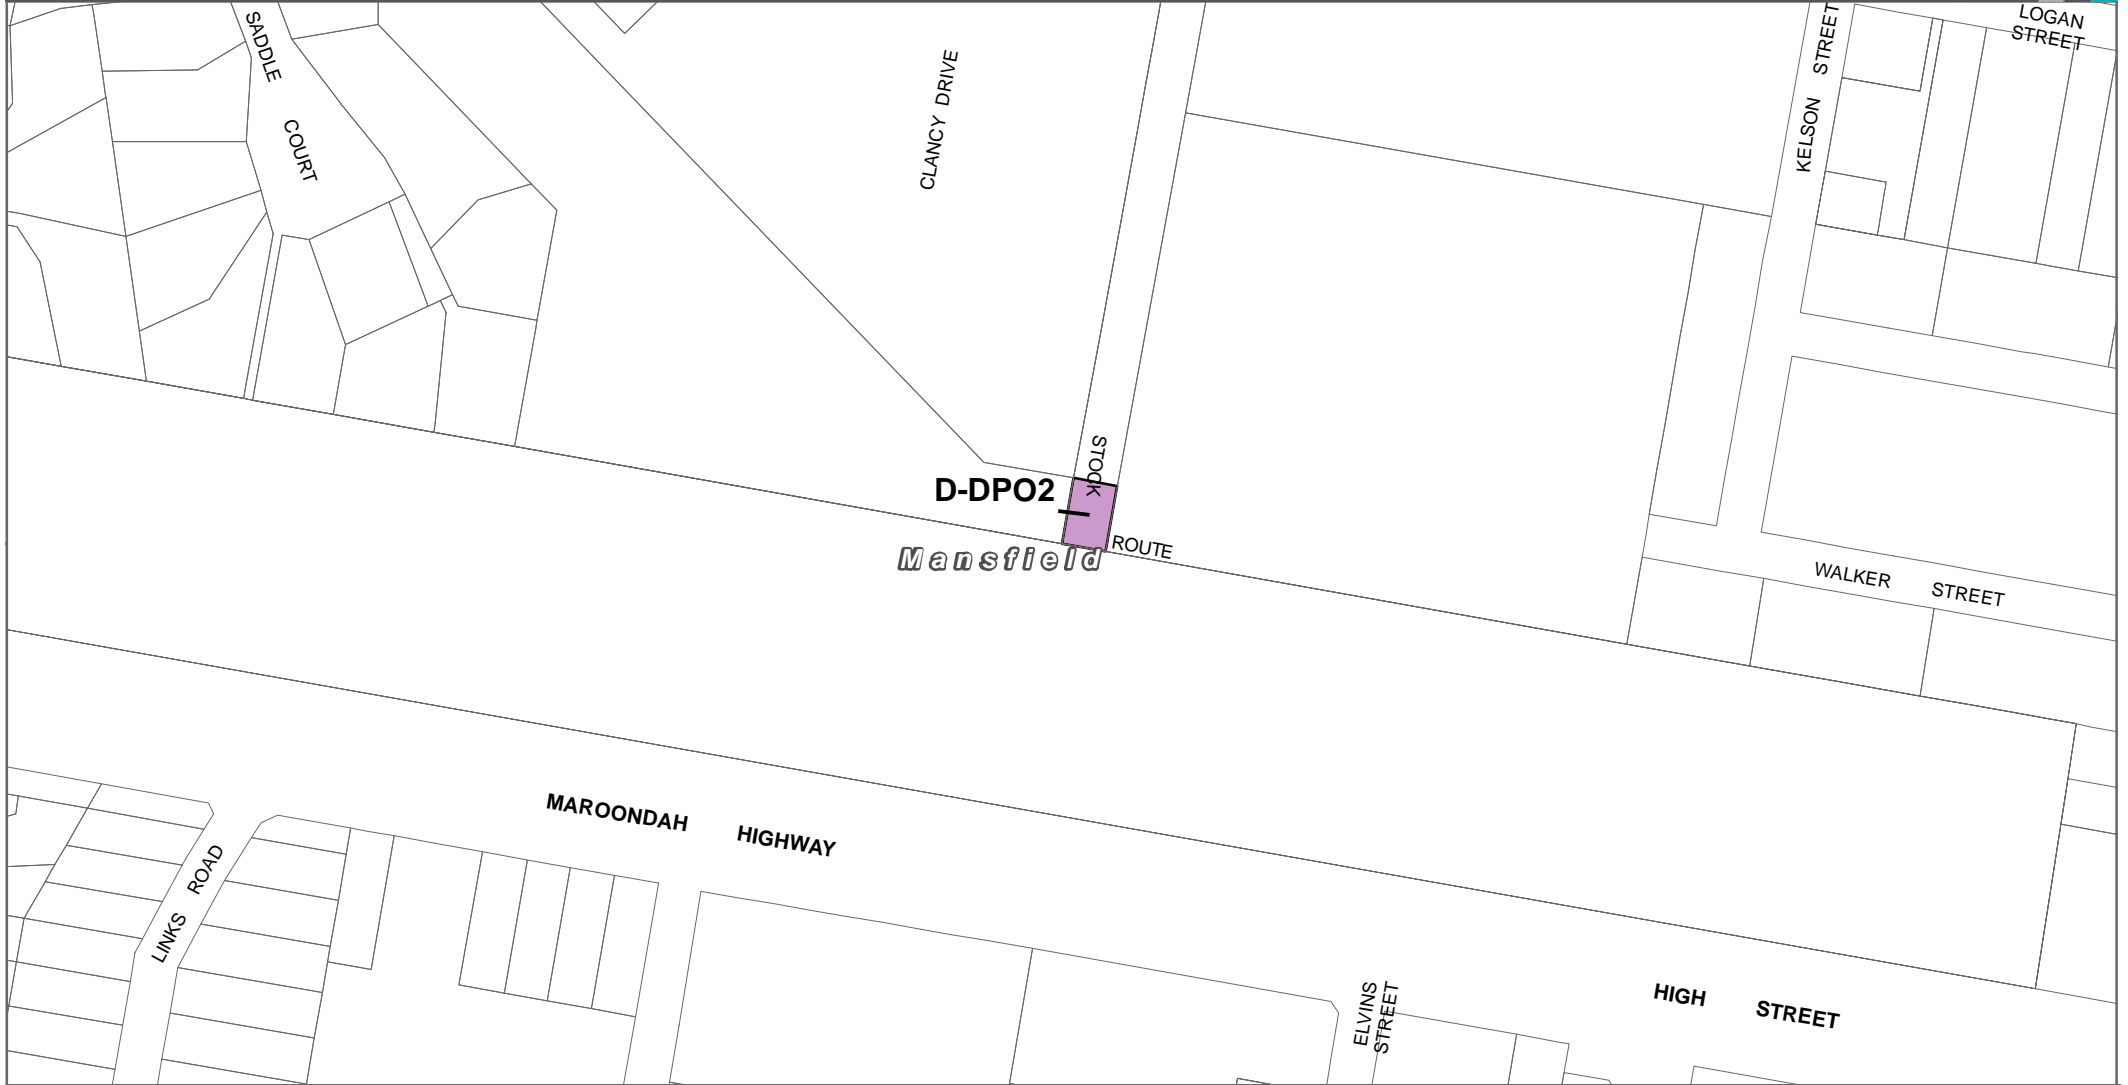 SADDLE
COURT
CLANCY DRIVE
KELSON STREET
LOGAN
STREET
STOCK
ROUTE
D-DPO2
Mansfield
WALKER STREET
MAROONDAH HIGHWAY
LINKS ROAD
ELVINS
STREET
HIGH STREET